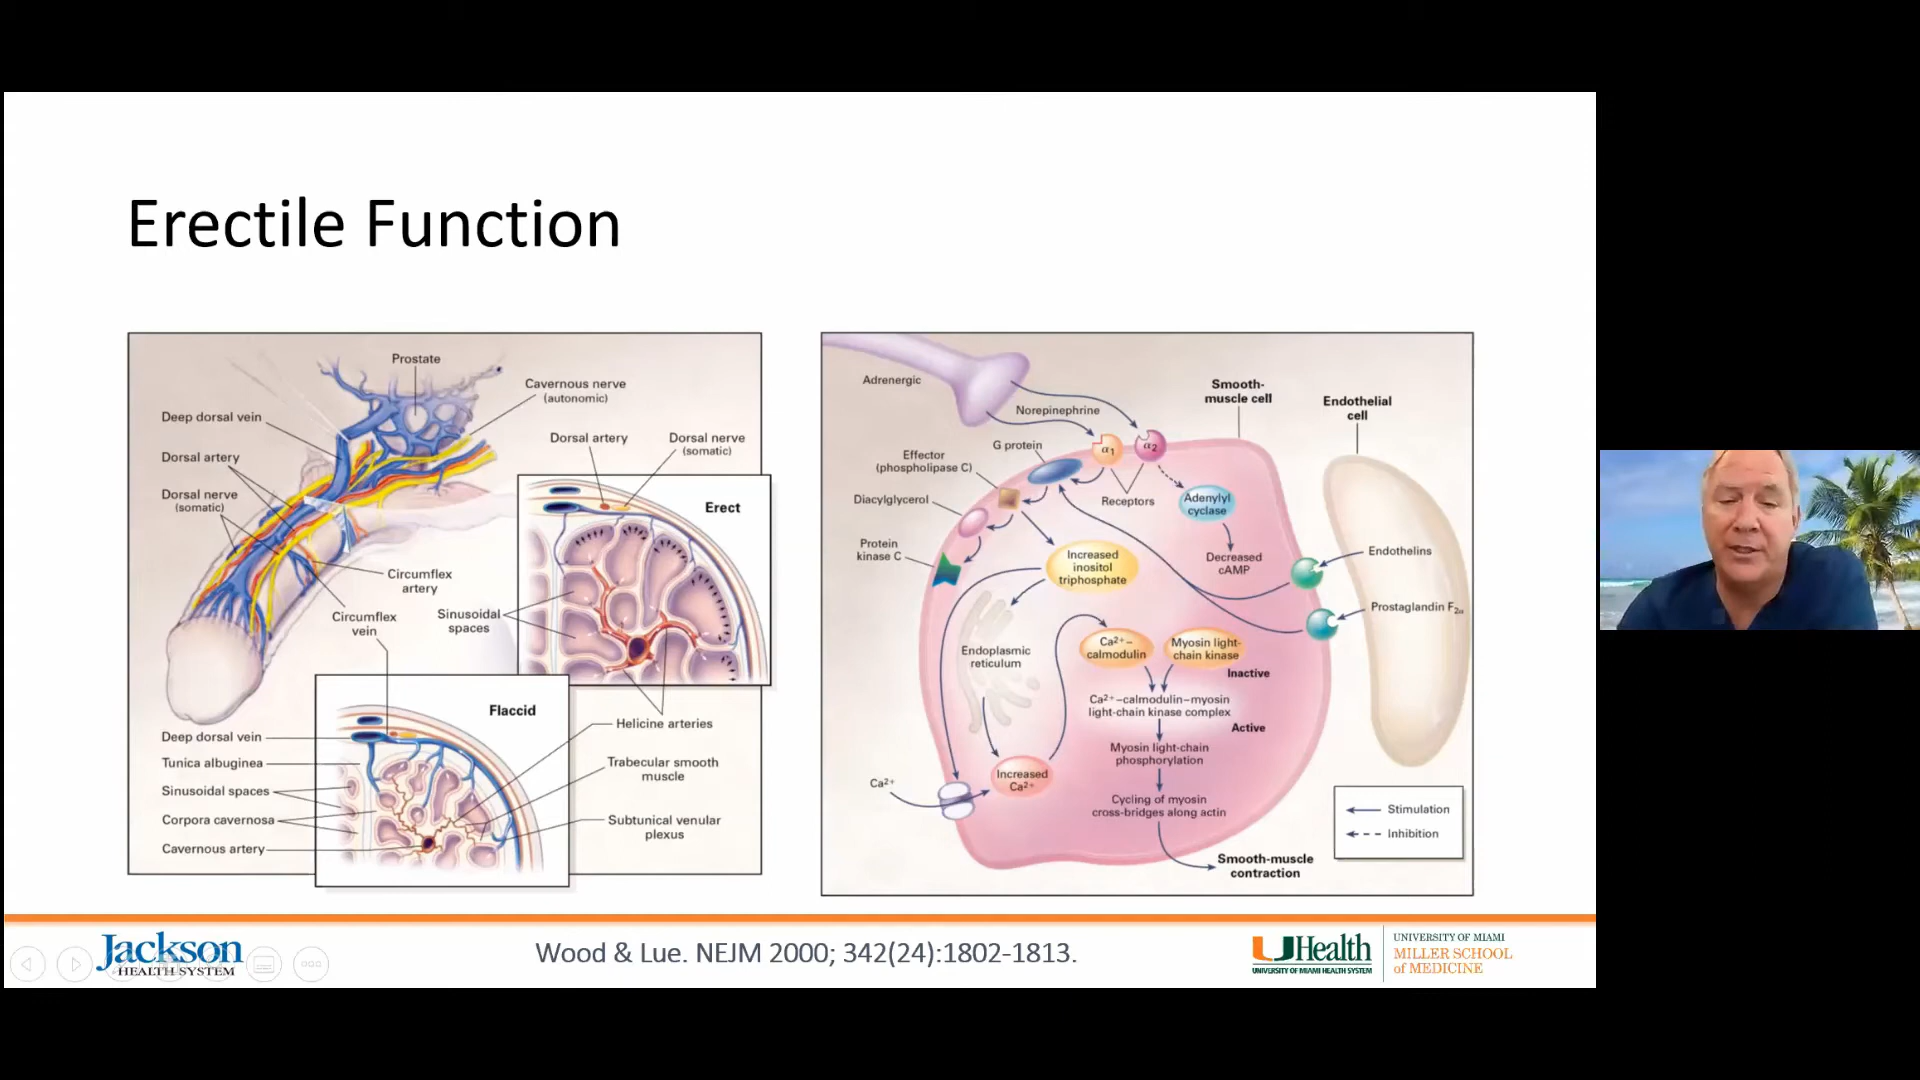 Erectile Function
Prostate
Cavernous nerve
(autonomic)
Deep dorsal vein
Dorsal artery
Dorsal nerve
(somatic)
Dorsal artery
Dorsal nerve
(somatic)
Erect
Circumflex
artery
Circumflex
vein
Sinusoidal
spaces
Flaccid
Helicine arteries
Deep dorsal vein
Tunica albuginea
Sinusoidal spaces
Corpora cavernosa
Cavernous artery
Trabecular smooth
muscle
Subtunical venular
plexus
Adrenergic
Norepinephrine
Smooth-
muscle cell
Endothelial
cell
G protein
α1
α2
Effector
(phospholipase C)
Receptors
Diacylglycerol
Adenylyl
cyclase
Protein
kinase C
Increased
inositol
triphosphate
Decreased
cAMP
Endothelins
Prostaglandin F2α
Endoplasmic
reticulum
Ca2+–
calmodulin
Myosin light-
chain kinase
Inactive
Ca2+–calmodulin–myosin
light-chain kinase complex
Active
Myosin light-chain
phosphorylation
Ca2+
Increased
Ca2+
Cycling of myosin
cross-bridges along actin
Smooth-muscle
contraction
Stimulation
Inhibition
Jackson
HEALTH SYSTEM
Wood & Lue. NEJM 2000; 342(24):1802-1813.
UHealth
UNIVERSITY OF MIAMI HEALTH SYSTEM
UNIVERSITY OF MIAMI
MILLER SCHOOL
of MEDICINE